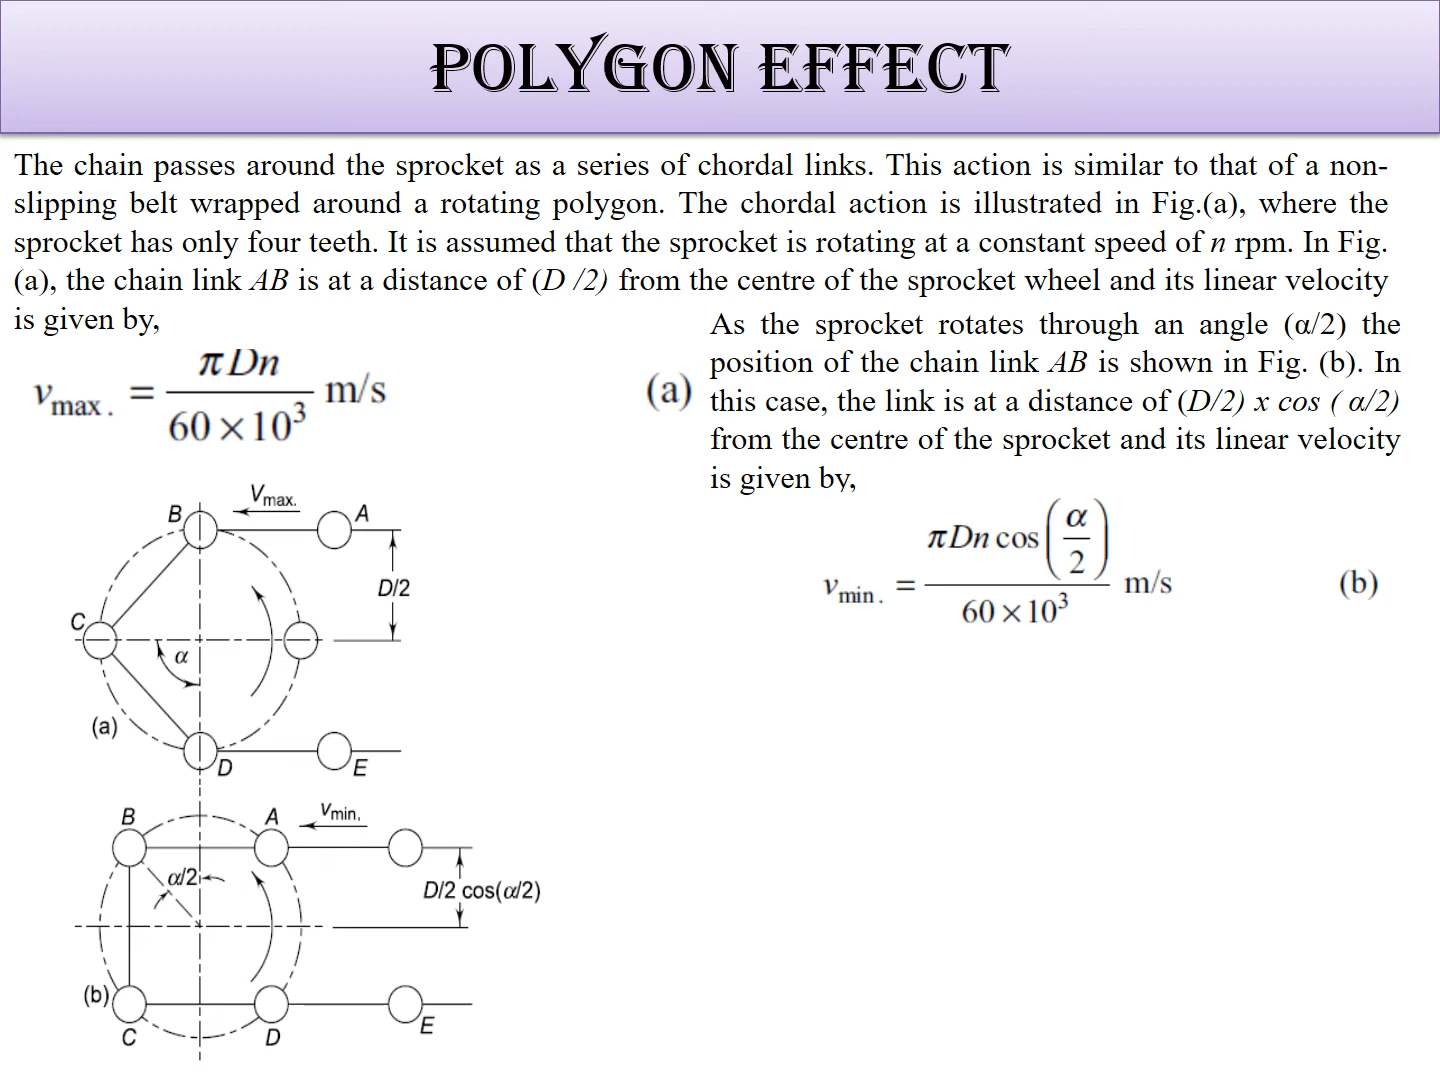 POLYGON EFFECT
The chain passes around the sprocket as a series of chordal links. This action is similar to that of a non-
slipping belt wrapped around a rotating polygon. The chordal action is illustrated in Fig.(a), where the
sprocket has only four teeth. It is assumed that the sprocket is rotating at a constant speed of n rpm. In Fig.
(a), the chain link AB is at a distance of (D /2) from the centre of the sprocket wheel and its linear velocity
is given by,
v_max. = πDn / (60 × 10³) m/s (a)
As the sprocket rotates through an angle (α/2) the
position of the chain link AB is shown in Fig. (b). In
this case, the link is at a distance of (D/2) x cos ( α/2)
from the centre of the sprocket and its linear velocity
is given by,
v_min. = πDn cos(α/2) / (60 × 10³) m/s (b)
B
V_max.
A
D/2
C
α
(a)
D
E
B
A
V_min.
α/2
D/2 cos(α/2)
(b)
C
D
E